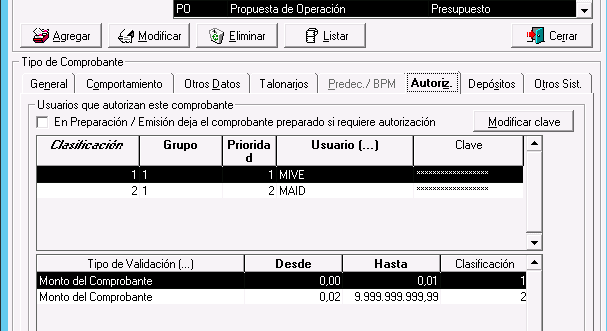 PO Propuesta de Operación Presupuesto
Agregar Modificar Eliminar Listar Cerrar
Tipo de Comprobante
General Comportamiento Otros Datos Talonarios Predec./ BPM Autoriz. Depósitos Otros Sist.
Usuarios que autorizan este comprobante
En Preparación / Emisión deja el comprobante preparado si requiere autorización Modificar clave
Clasificación Grupo Priorida
d Usuario (...) Clave
1 1 1 MIVE ******************
2 1 2 MAID ******************
Tipo de Validación (...) Desde Hasta Clasificación
Monto del Comprobante 0,00 0,01 1
Monto del Comprobante 0,02 9.999.999.999,99 2